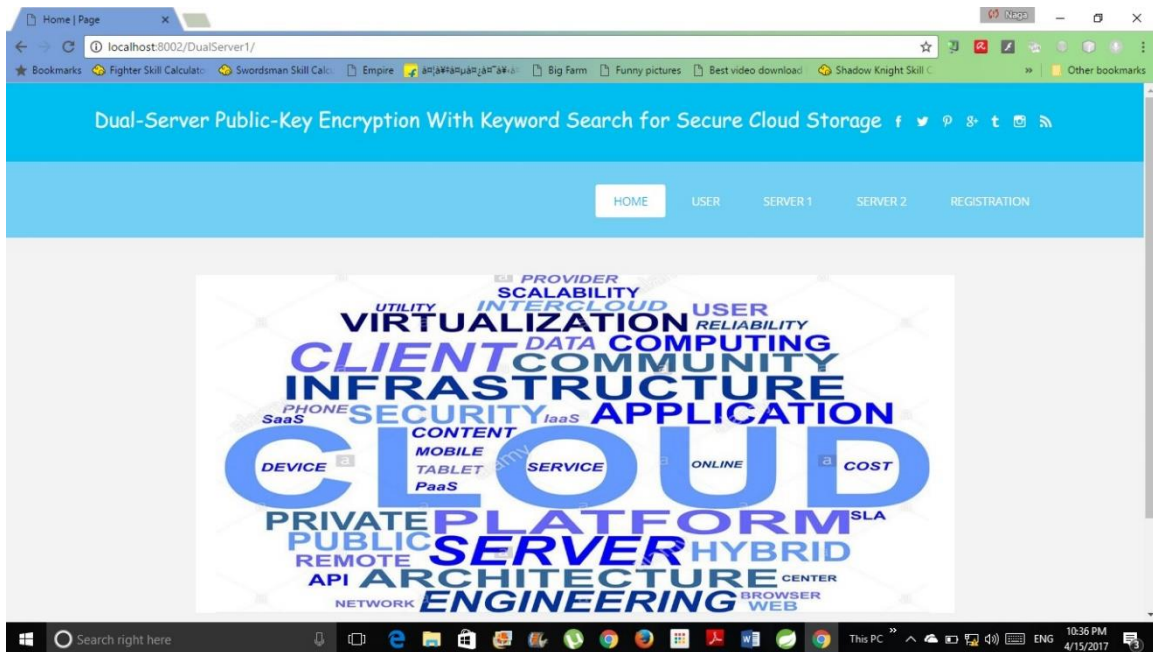 Home | Page
Naga
localhost:8002/DualServer1/
Bookmarks Fighter Skill Calculato Swordsman Skill Calc Empire Big Farm Funny pictures Best video download Shadow Knight Skill C » Other bookmarks
Dual-Server Public-Key Encryption With Keyword Search for Secure Cloud Storage
HOME USER SERVER 1 SERVER 2 REGISTRATION
PROVIDER
SCALABILITY
UTILITY INTERCLOUD USER
VIRTUALIZATION RELIABILITY
DATA COMPUTING
CLIENT COMMUNITY
INFRASTRUCTURE
PHONE SECURITY IaaS APPLICATION
SaaS
CONTENT
CLOUD
MOBILE
DEVICE TABLET SERVICE ONLINE COST
PaaS
PRIVATE PLATFORM SLA
PUBLIC SERVER HYBRID
REMOTE
API ARCHITECTURE CENTER
NETWORK ENGINEERING BROWSER
WEB
Search right here
This PC » ENG 10:36 PM
4/15/2017
3